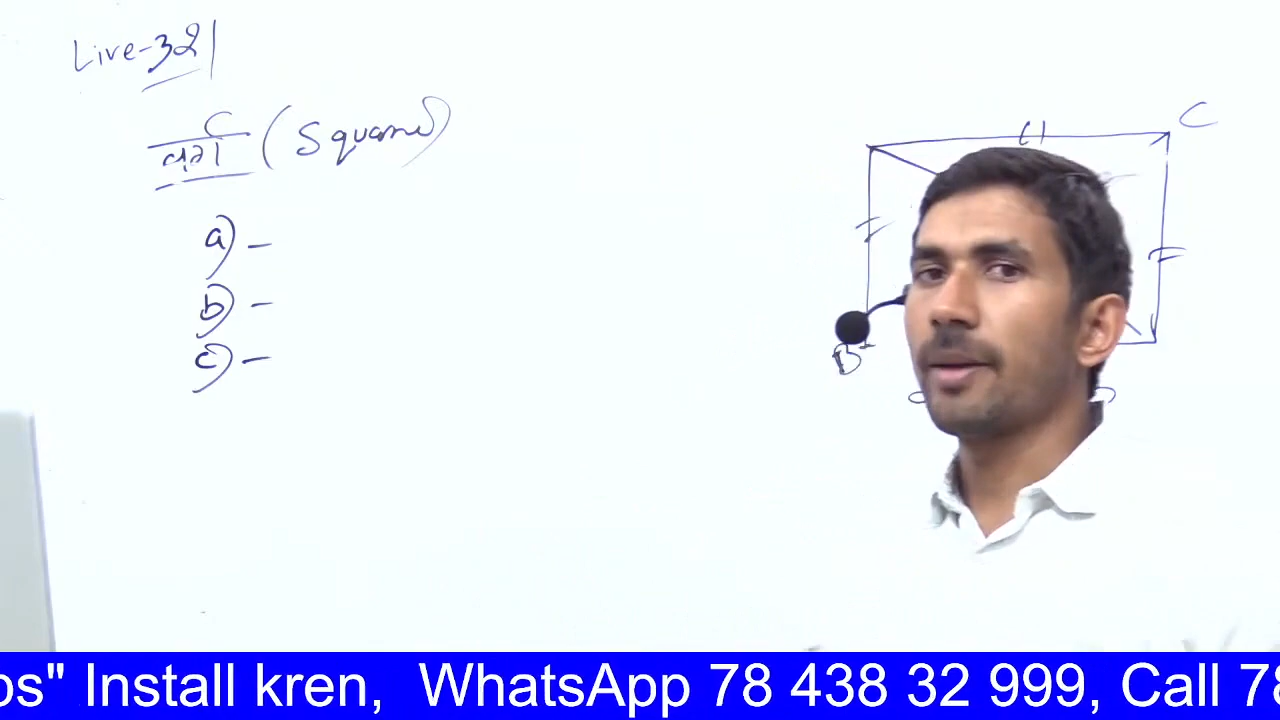 Live-321
वर्ग (Square)
a) -
b) -
c) -
C
B
os" Install kren, WhatsApp 78 438 32 999, Call 78